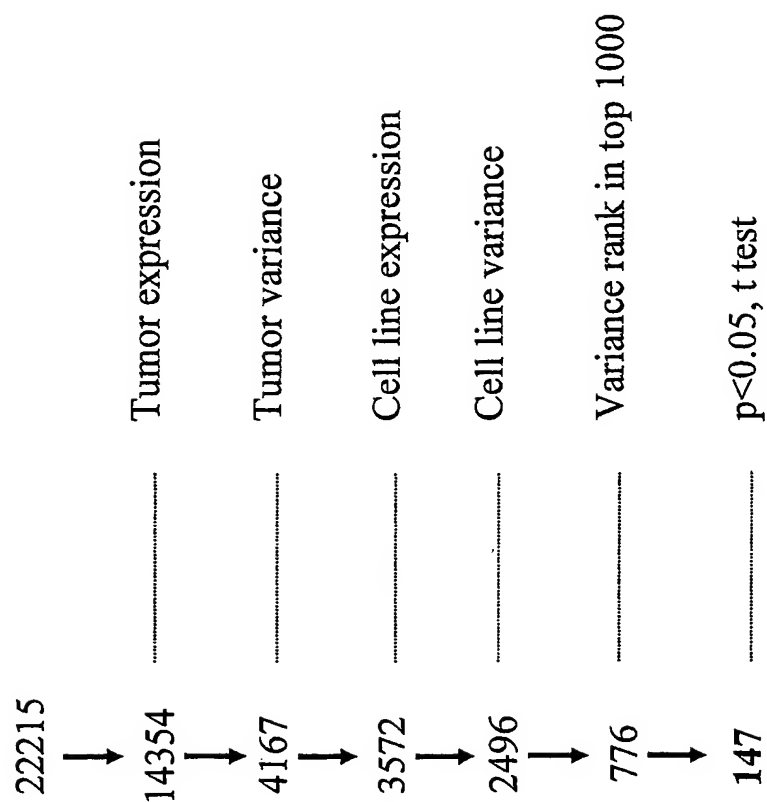 22215
14354 Tumor expression
4167 Tumor variance
3572 Cell line expression
2496 Cell line variance
776 Variance rank in top 1000
147 p<0.05, t test